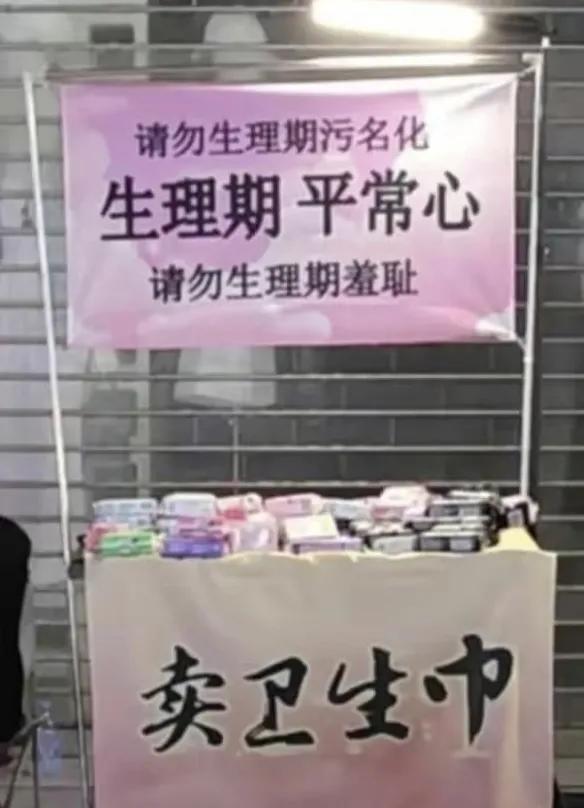 请勿生理期污名化
生理期 平常心
请勿生理期羞耻
卖卫生巾